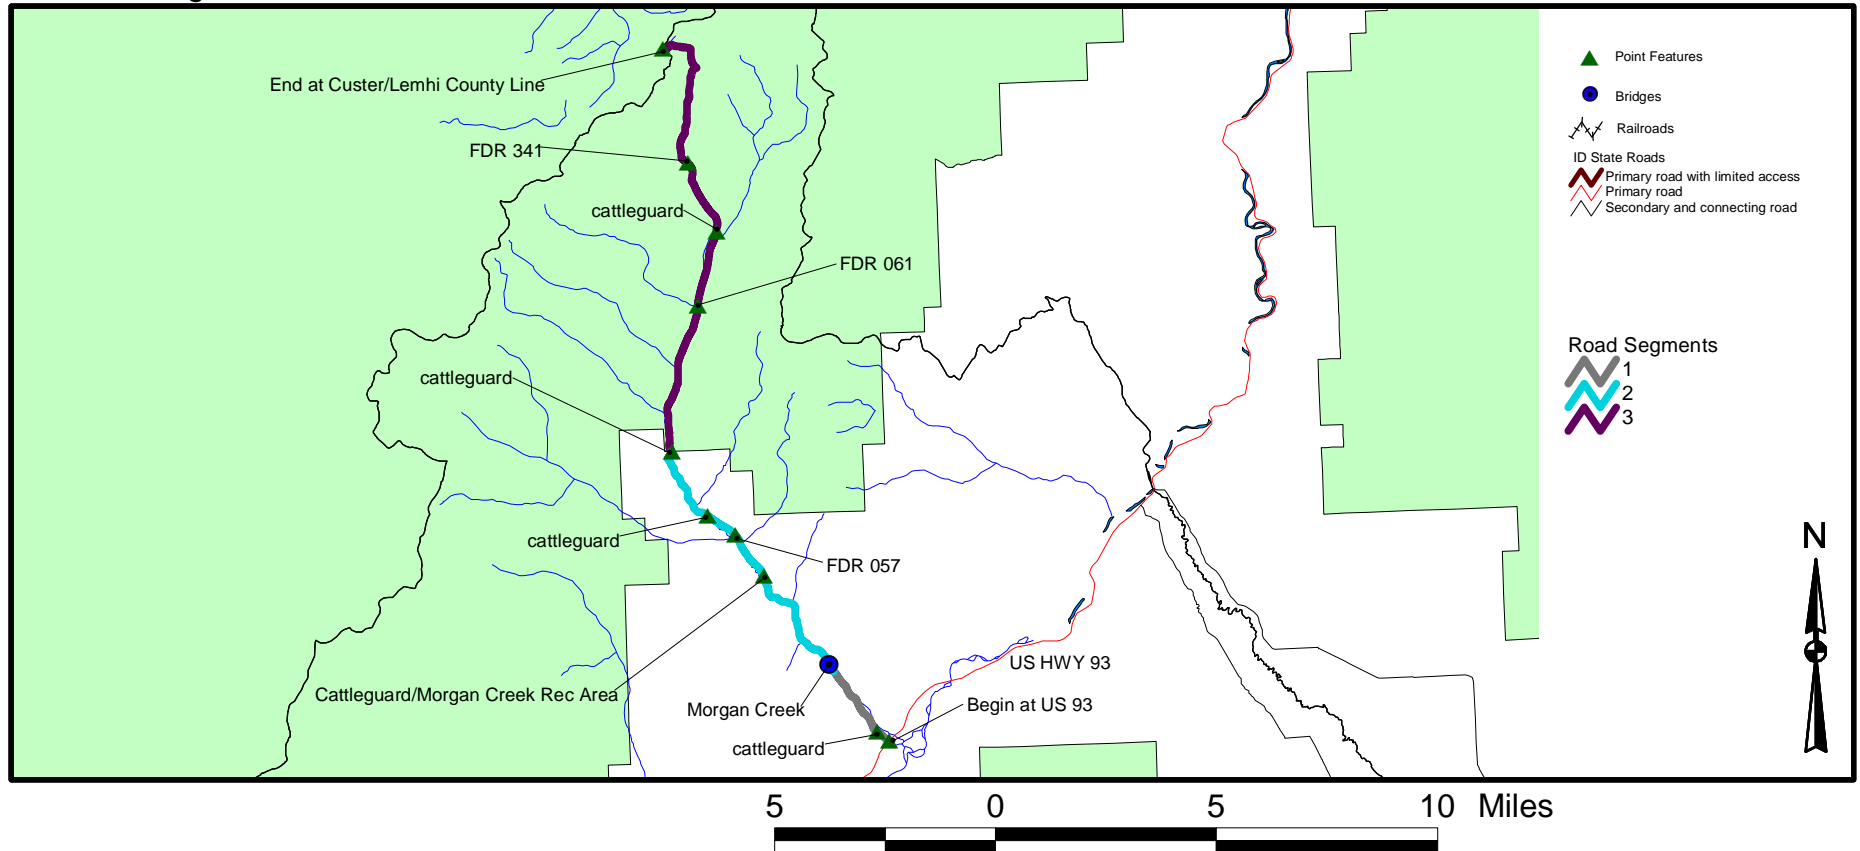 End at Custer/Lemhi County Line
FDR 341
cattleguard
FDR 061
cattleguard
cattleguard
FDR 057
Cattleguard/Morgan Creek Rec Area
US HWY 93
Morgan Creek
Begin at US 93
cattleguard
Point Features
Bridges
Railroads
ID State Roads
Primary road with limited access
Primary road
Secondary and connecting road
Road Segments
1
2
3
N
5 0 5 10 Miles